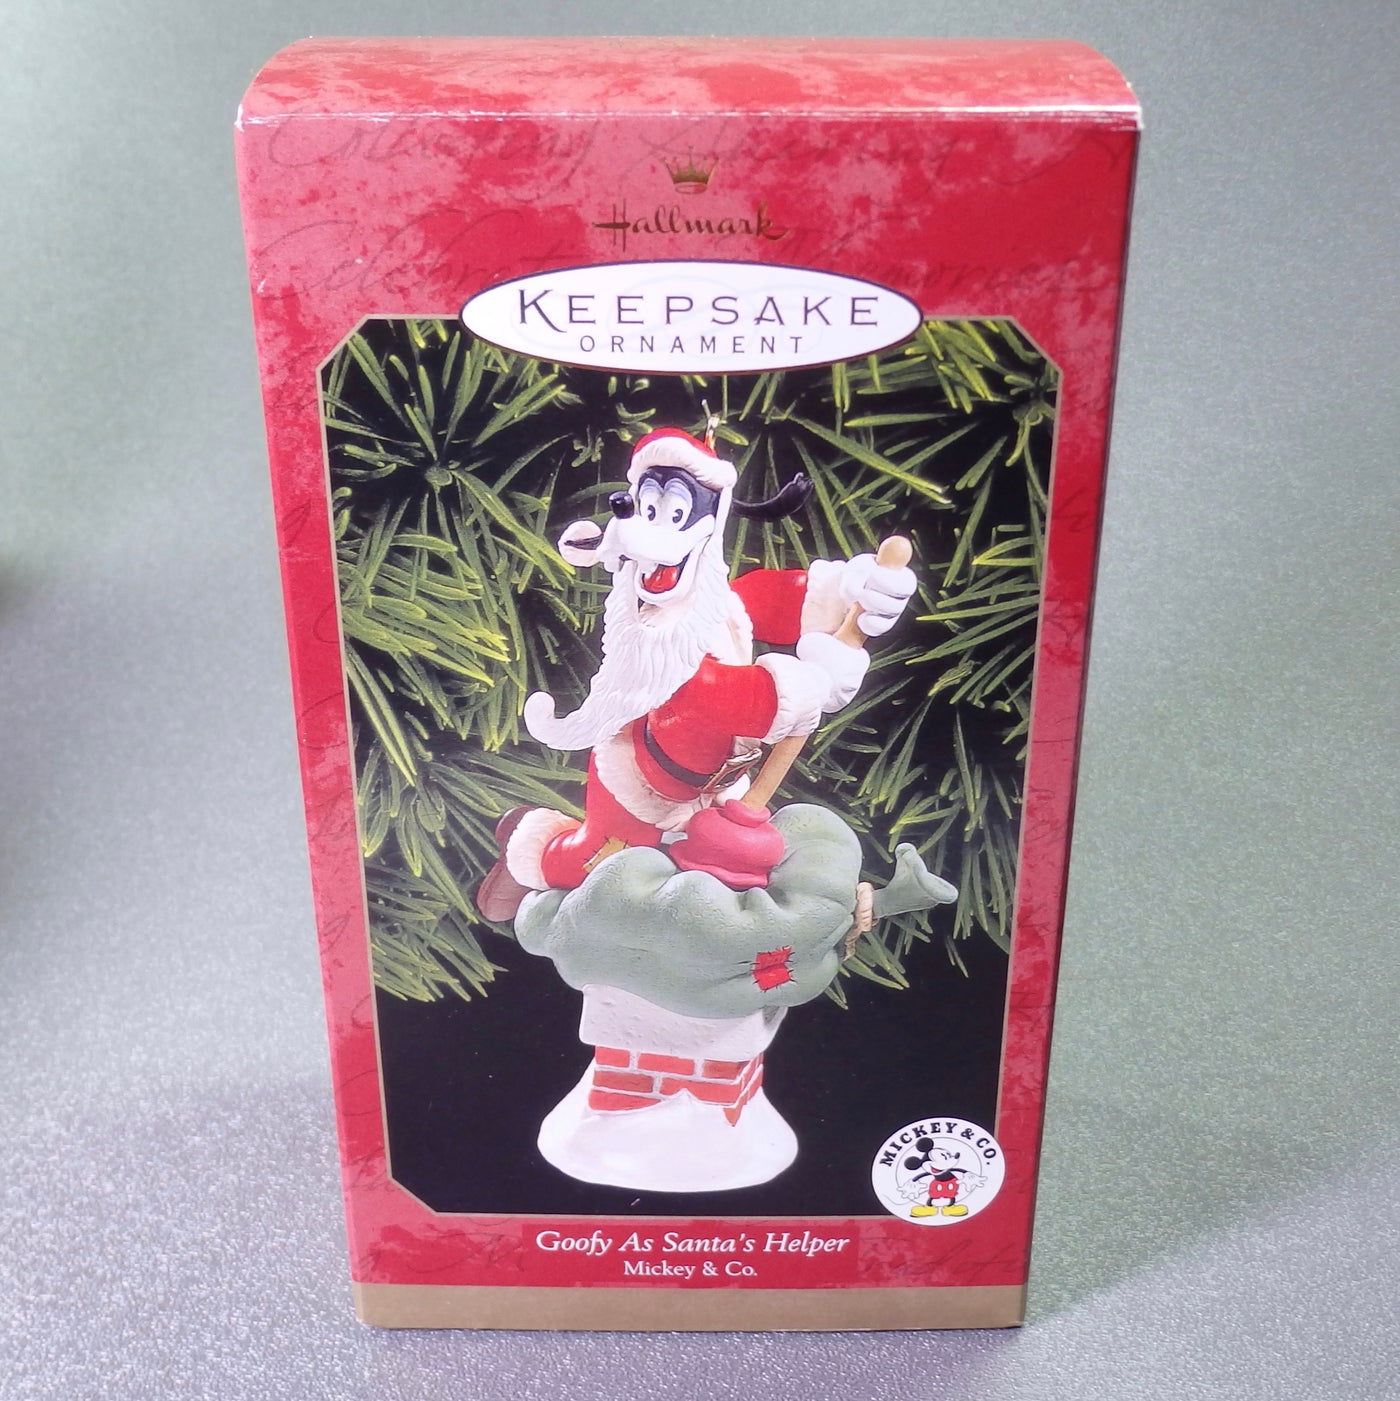 Hallmark
KEEPSAKE
ORNAMENT
MICKEY & CO.
Goofy As Santa's Helper
Mickey & Co.